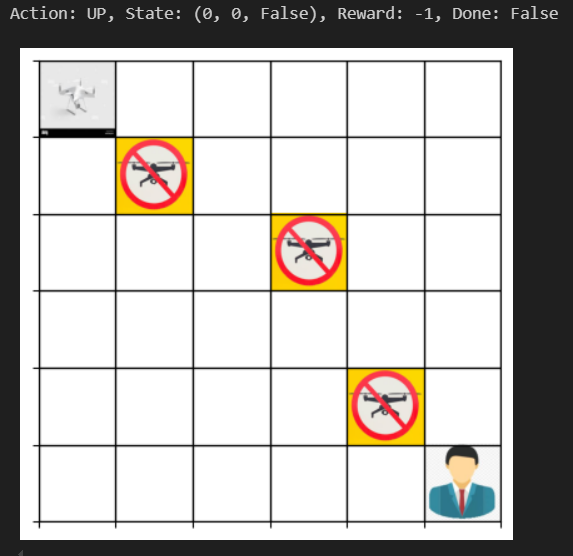 Action: UP, State: (0, 0, False), Reward: -1, Done: False